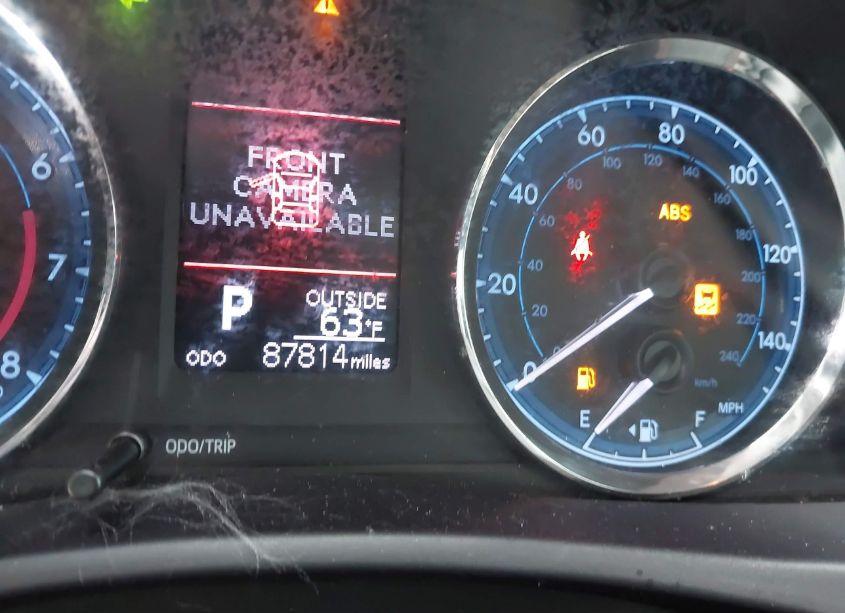 FRONT
CAMERA
UNAVAILABLE
P
OUTSIDE
63°F
ODO 87814 miles
ODO/TRIP
6
7
8
0
20
40
60
80
100
120
140
20
40
60
80
100
120
140
160
180
200
220
240
km/h
MPH
ABS
E
F